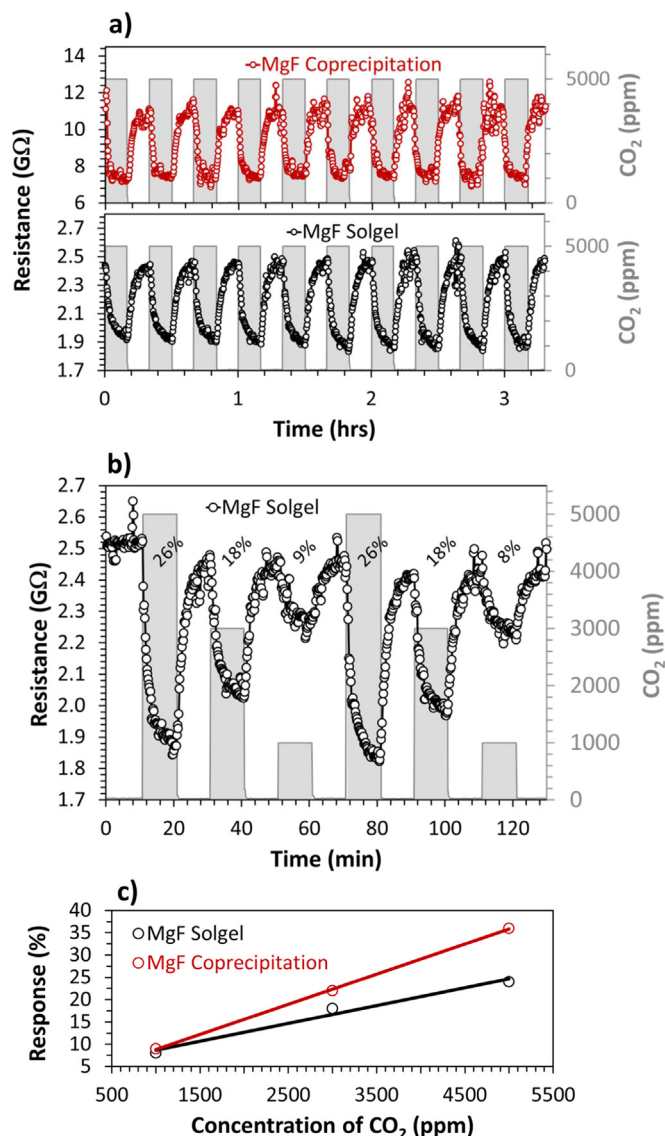 a)
14
12
10
8
6
MgF Coprecipitation
5000
0
CO2 (ppm)
Resistance (GΩ)
2.7
2.5
2.3
2.1
1.9
1.7
MgF Solgel
5000
0
CO2 (ppm)
0 1 2 3
Time (hrs)
b)
2.7
2.6
2.5
2.4
2.3
2.2
2.1
2.0
1.9
1.8
1.7
Resistance (GΩ)
MgF Solgel
26% 18% 9% 26% 18% 8%
5000
4000
3000
2000
1000
0
CO2 (ppm)
0 20 40 60 80 100 120
Time (min)
c)
40
35
30
25
20
15
10
5
Response (%)
MgF Solgel
MgF Coprecipitation
500 1500 2500 3500 4500 5500
Concentration of CO2 (ppm)